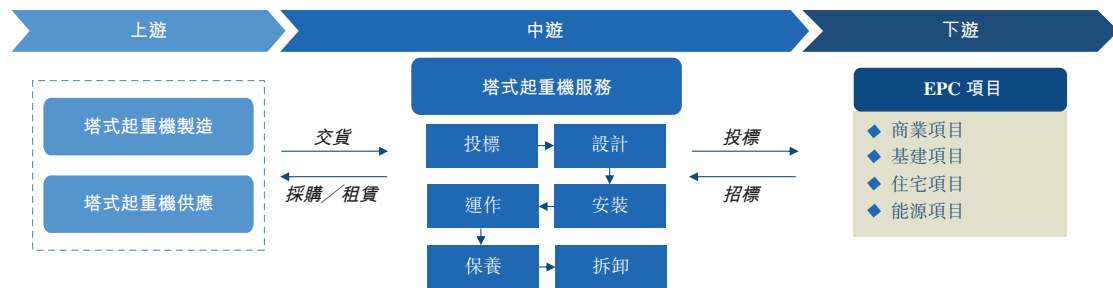 上遊
中遊
下遊
塔式起重機製造
塔式起重機供應
交貨
採購／租賃
塔式起重機服務
投標
設計
運作
安裝
保養
拆卸
投標
招標
EPC 項目
◆ 商業項目
◆ 基建項目
◆ 住宅項目
◆ 能源項目